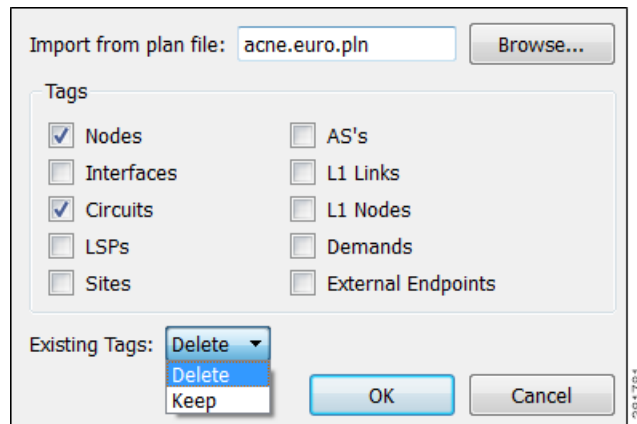 Import from plan file: acne.euro.pln Browse...
Tags
Nodes AS's
Interfaces L1 Links
Circuits L1 Nodes
LSPs Demands
Sites External Endpoints
Existing Tags: Delete
Delete
Keep
OK Cancel